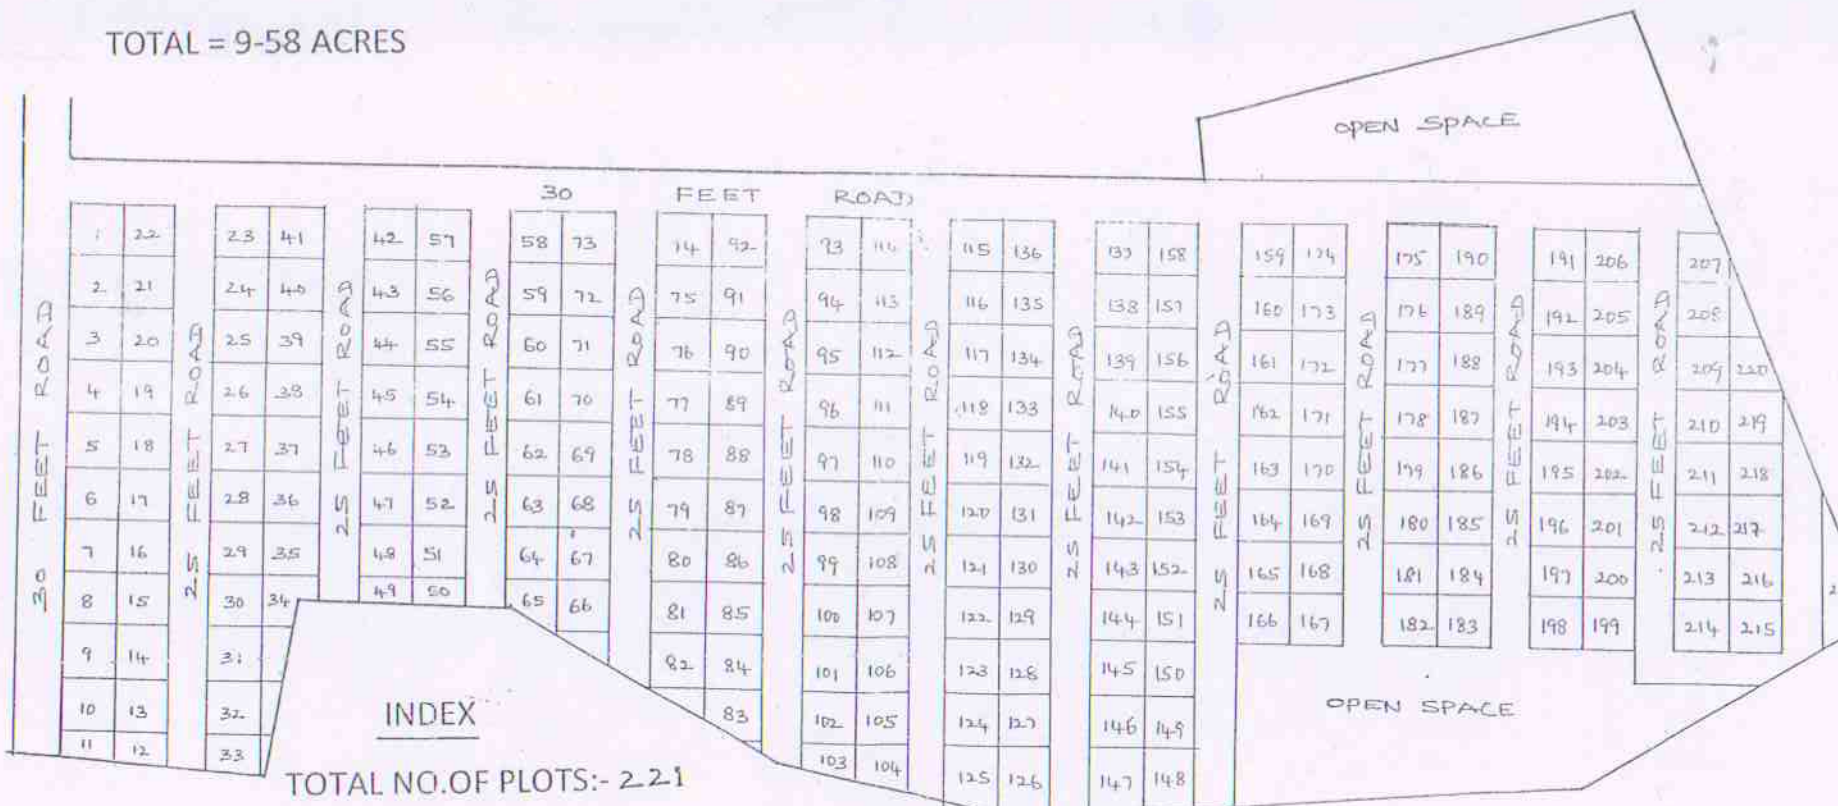 TOTAL = 9-58 ACRES
OPEN SPACE
30 FEET ROAD
1 22 23 41 42 57 58 73 74 92 93 114 115 136 137 158 159 174 175 190 191 206 207
2 21 24 40 43 56 59 72 75 91 94 113 116 135 138 157 160 173 176 189 192 205 208
3 20 25 39 44 55 60 71 76 90 95 112 117 134 139 156 161 172 177 188 193 204 209 220
4 19 26 38 45 54 61 70 77 89 96 111 118 133 140 155 162 171 178 187 194 203 210 219
5 18 27 37 46 53 62 69 78 88 97 110 119 132 141 154 163 170 179 186 195 202 211 218
6 17 28 36 47 52 63 68 79 87 98 109 120 131 142 153 164 169 180 185 196 201 212 217
7 16 29 35 48 51 64 67 80 86 99 108 121 130 143 152 165 168 181 184 197 200 213 216
8 15 30 34 49 50 65 66 81 85 100 107 122 129 144 151 166 167 182 183 198 199 214 215
9 14 31 82 84 101 106 123 128 145 150
10 13 32 83 102 105 124 127 146 149
11 12 33 103 104 125 126 147 148
30 FEET ROAD
25 FEET ROAD
25 FEET ROAD
25 FEET ROAD
25 FEET ROAD
25 FEET ROAD
25 FEET ROAD
25 FEET ROAD
25 FEET ROAD
25 FEET ROAD
25 FEET ROAD
25 FEET ROAD
OPEN SPACE
INDEX
TOTAL NO.OF PLOTS:- 221